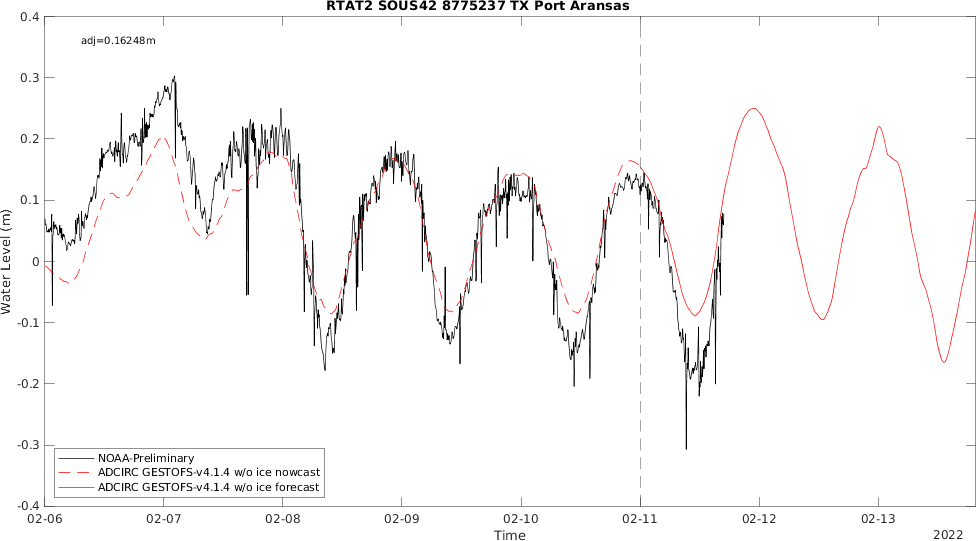 RTAT2 SOUS42 8775237 TX Port Aransas
adj=0.16248m
Water Level (m)
0.4
0.3
0.2
0.1
0
-0.1
-0.2
-0.3
-0.4
NOAA-Preliminary
ADCIRC GESTOFS-v4.1.4 w/o ice nowcast
ADCIRC GESTOFS-v4.1.4 w/o ice forecast
02-06 02-07 02-08 02-09 02-10 02-11 02-12 02-13
Time
2022